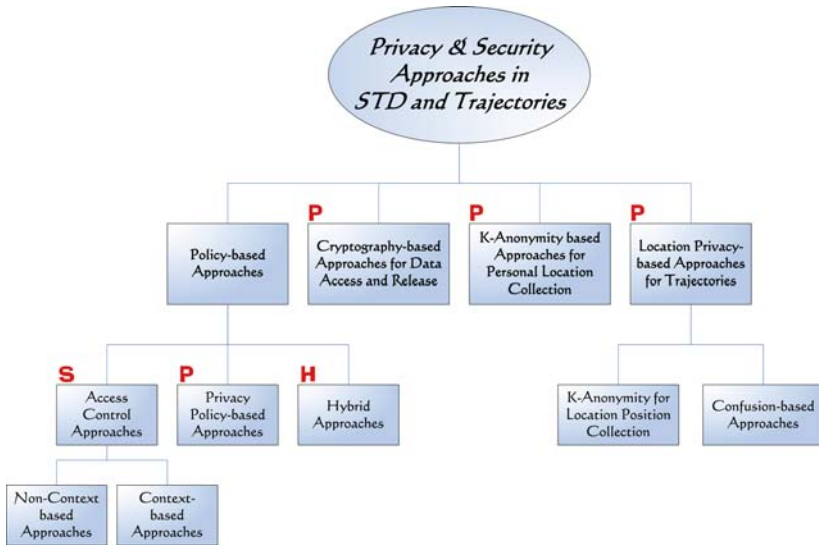 Privacy & Security
Approaches in
STD and Trajectories
P
P
P
Policy-based
Approaches
Cryptography-based
Approaches for Data
Access and Release
K-Anonymity based
Approaches for
Personal Location
Collection
Location Privacy-
based Approaches
for Trajectories
S
P
H
Access
Control
Approaches
Privacy
Policy-based
Approaches
Hybrid
Approaches
K-Anonymity for
Location Position
Collection
Confusion-based
Approaches
Non-Context
based
Approaches
Context-
based
Approaches